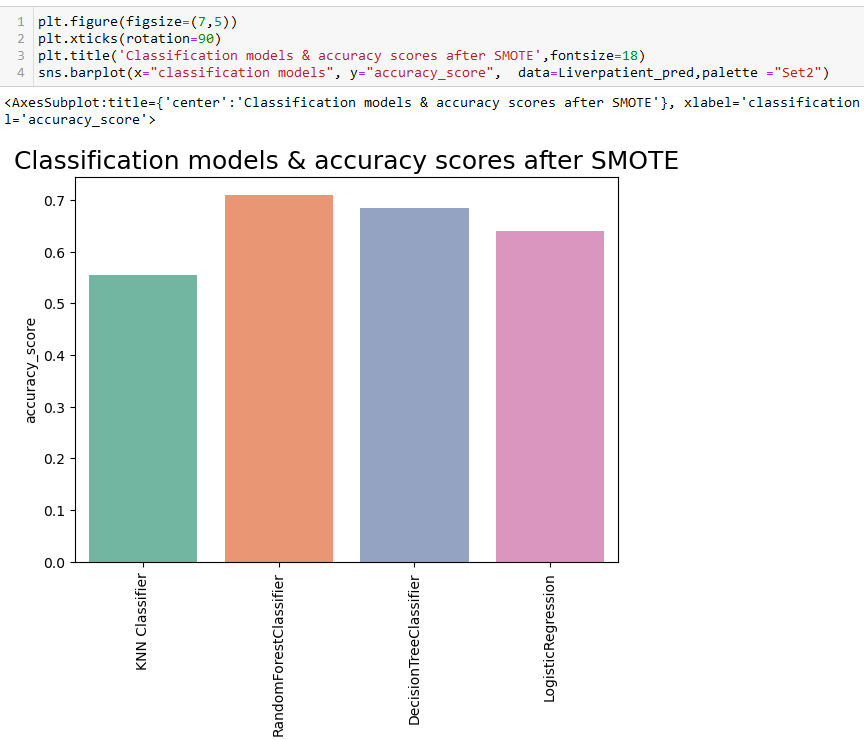 1 plt.figure(figsize=(7,5))
2 plt.xticks(rotation=90)
3 plt.title('Classification models & accuracy scores after SMOTE',fontsize=18)
4 sns.barplot(x="classification models", y="accuracy_score",  data=Liverpatient_pred,palette ="Set2")
<AxesSubplot:title={'center':'Classification models & accuracy scores after SMOTE'}, xlabel='classification
l='accuracy_score'>
Classification models & accuracy scores after SMOTE
0.7
0.6
0.5
0.4
0.3
0.2
0.1
0.0
accuracy_score
KNN Classifier
RandomForestClassifier
DecisionTreeClassifier
LogisticRegression